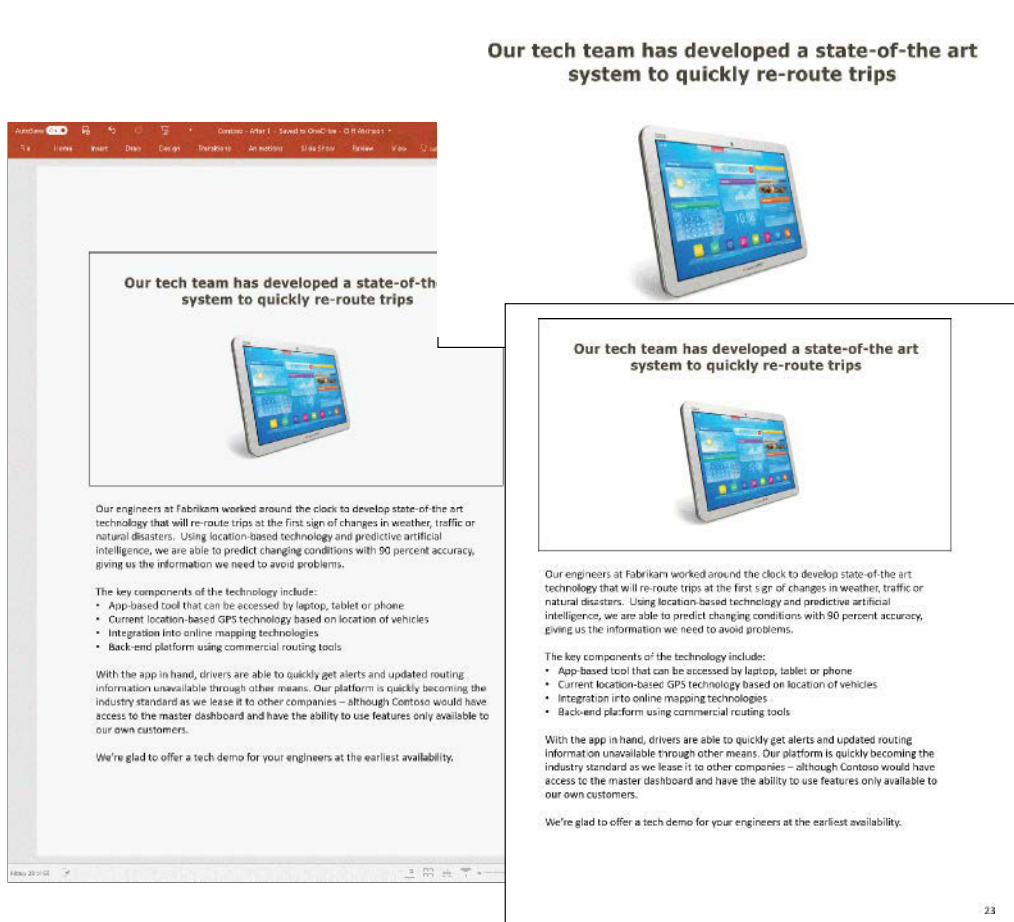 Our tech team has developed a state-of-the art
system to quickly re-route trips
AutoSave On Contoso - After 1 - Saved to OneDrive - Cliff Atkinson
File Home Insert Draw Design Transitions Animations Slide Show Review View
Our tech team has developed a state-of-th
system to quickly re-route trips
Our engineers at Fabrikam worked around the clock to develop state-of-the art
technology that will re-route trips at the first sign of changes in weather, traffic or
natural disasters. Using location-based technology and predictive artificial
intelligence, we are able to predict changing conditions with 90 percent accuracy,
giving us the information we need to avoid problems.
The key components of the technology include:
• App-based tool that can be accessed by laptop, tablet or phone
• Current location-based GPS technology based on location of vehicles
• Integration into online mapping technologies
• Back-end platform using commercial routing tools
With the app in hand, drivers are able to quickly get alerts and updated routing
information unavailable through other means. Our platform is quickly becoming the
industry standard as we lease it to other companies – although Contoso would have
access to the master dashboard and have the ability to use features only available to
our own customers.
We're glad to offer a tech demo for your engineers at the earliest availability.
Our tech team has developed a state-of-the art
system to quickly re-route trips
Our engineers at Fabrikam worked around the clock to develop state-of-the art
technology that will re-route trips at the first sign of changes in weather, traffic or
natural disasters. Using location-based technology and predictive artificial
intelligence, we are able to predict changing conditions with 90 percent accuracy,
giving us the information we need to avoid problems.
The key components of the technology include:
• App-based tool that can be accessed by laptop, tablet or phone
• Current location-based GPS technology based on location of vehicles
• Integration into online mapping technologies
• Back-end platform using commercial routing tools
With the app in hand, drivers are able to quickly get alerts and updated routing
information unavailable through other means. Our platform is quickly becoming the
industry standard as we lease it to other companies – although Contoso would have
access to the master dashboard and have the ability to use features only available to
our own customers.
We're glad to offer a tech demo for your engineers at the earliest availability.
23